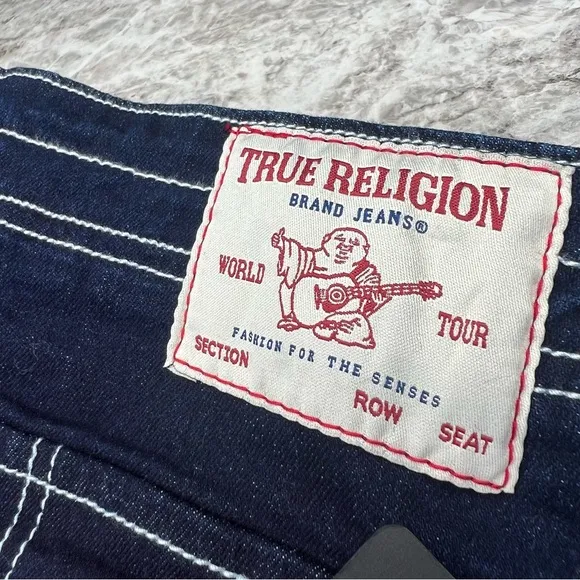 TRUE RELIGION
BRAND JEANS®
WORLD TOUR
FASHION FOR THE SENSES
SECTION ROW SEAT